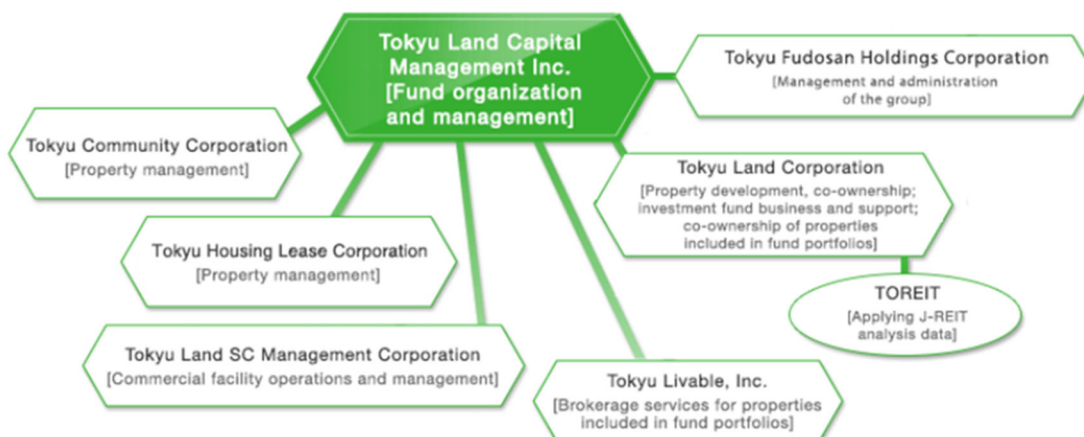 Tokyu Land Capital
Management Inc.
[Fund organization
and management]
Tokyu Fudosan Holdings Corporation
[Management and administration
of the group]
Tokyu Community Corporation
[Property management]
Tokyu Land Corporation
[Property development, co-ownership;
investment fund business and support;
co-ownership of properties
included in fund portfolios]
Tokyu Housing Lease Corporation
[Property management]
TOREIT
[Applying J-REIT
analysis data]
Tokyu Land SC Management Corporation
[Commercial facility operations and management]
Tokyu Livable, Inc.
[Brokerage services for properties
included in fund portfolios]